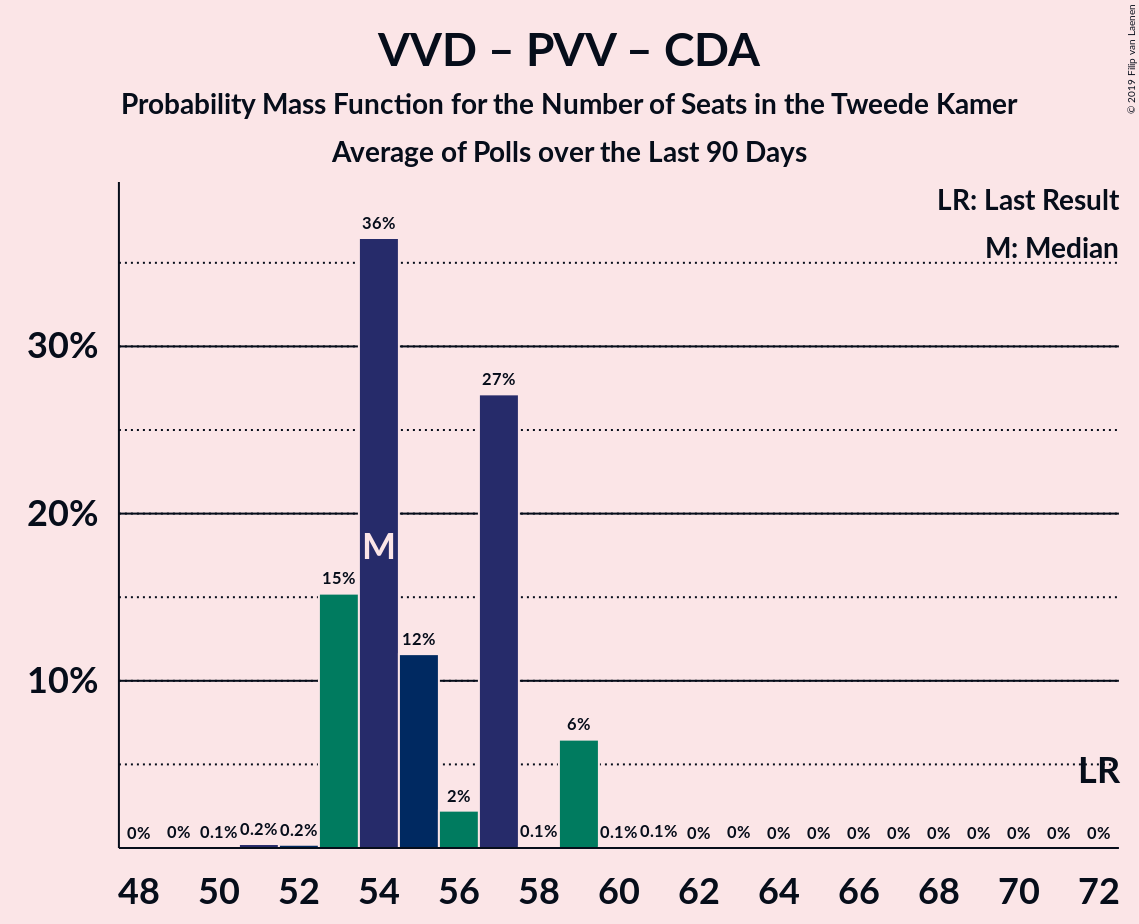 VVD – PVV – CDA
Probability Mass Function for the Number of Seats in the Tweede Kamer
Average of Polls over the Last 90 Days
© 2019 Filip van Laenen
LR: Last Result
M: Median
36%
30%
27%
20%
M
15%
12%
10%
6%
LR
2%
0% 0% 0.1% 0.2% 0.2% 0.1% 0.1% 0.1% 0% 0% 0% 0% 0% 0% 0% 0% 0% 0% 0%
48 50 52 54 56 58 60 62 64 66 68 70 72